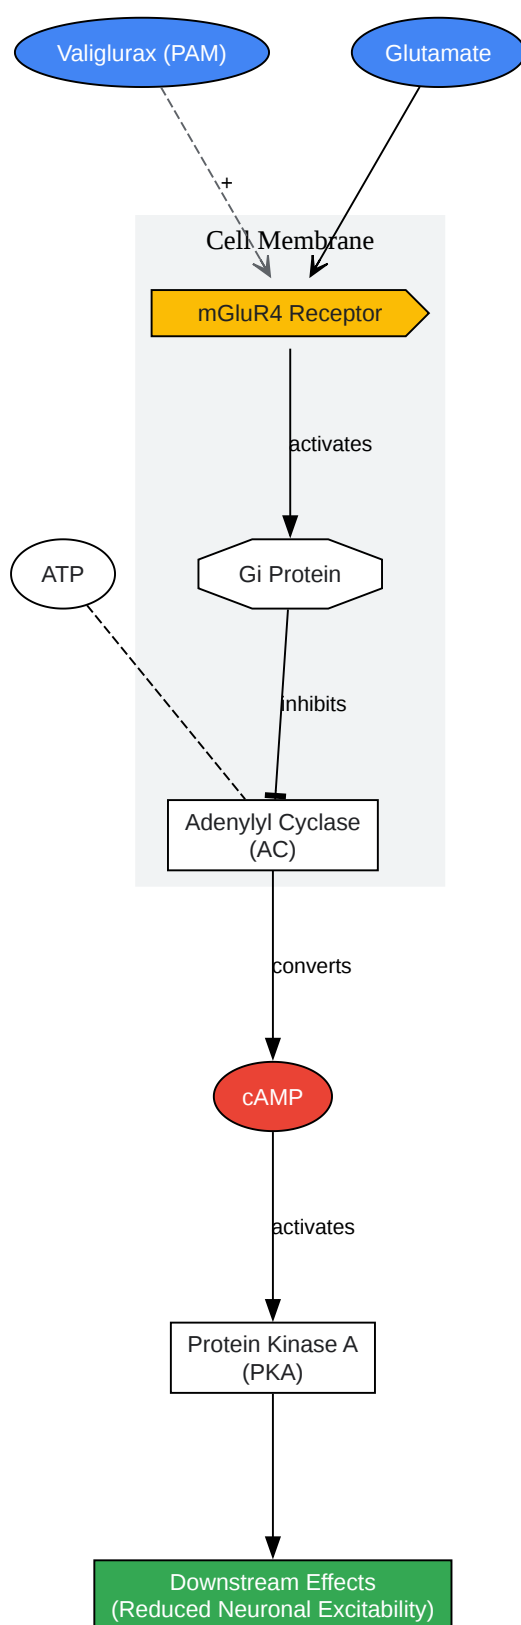 Valiglurax (PAM)
Glutamate
+
Cell Membrane
mGluR4 Receptor
activates
ATP
Gi Protein
inhibits
Adenylyl Cyclase
(AC)
converts
cAMP
activates
Protein Kinase A
(PKA)
Downstream Effects
(Reduced Neuronal Excitability)